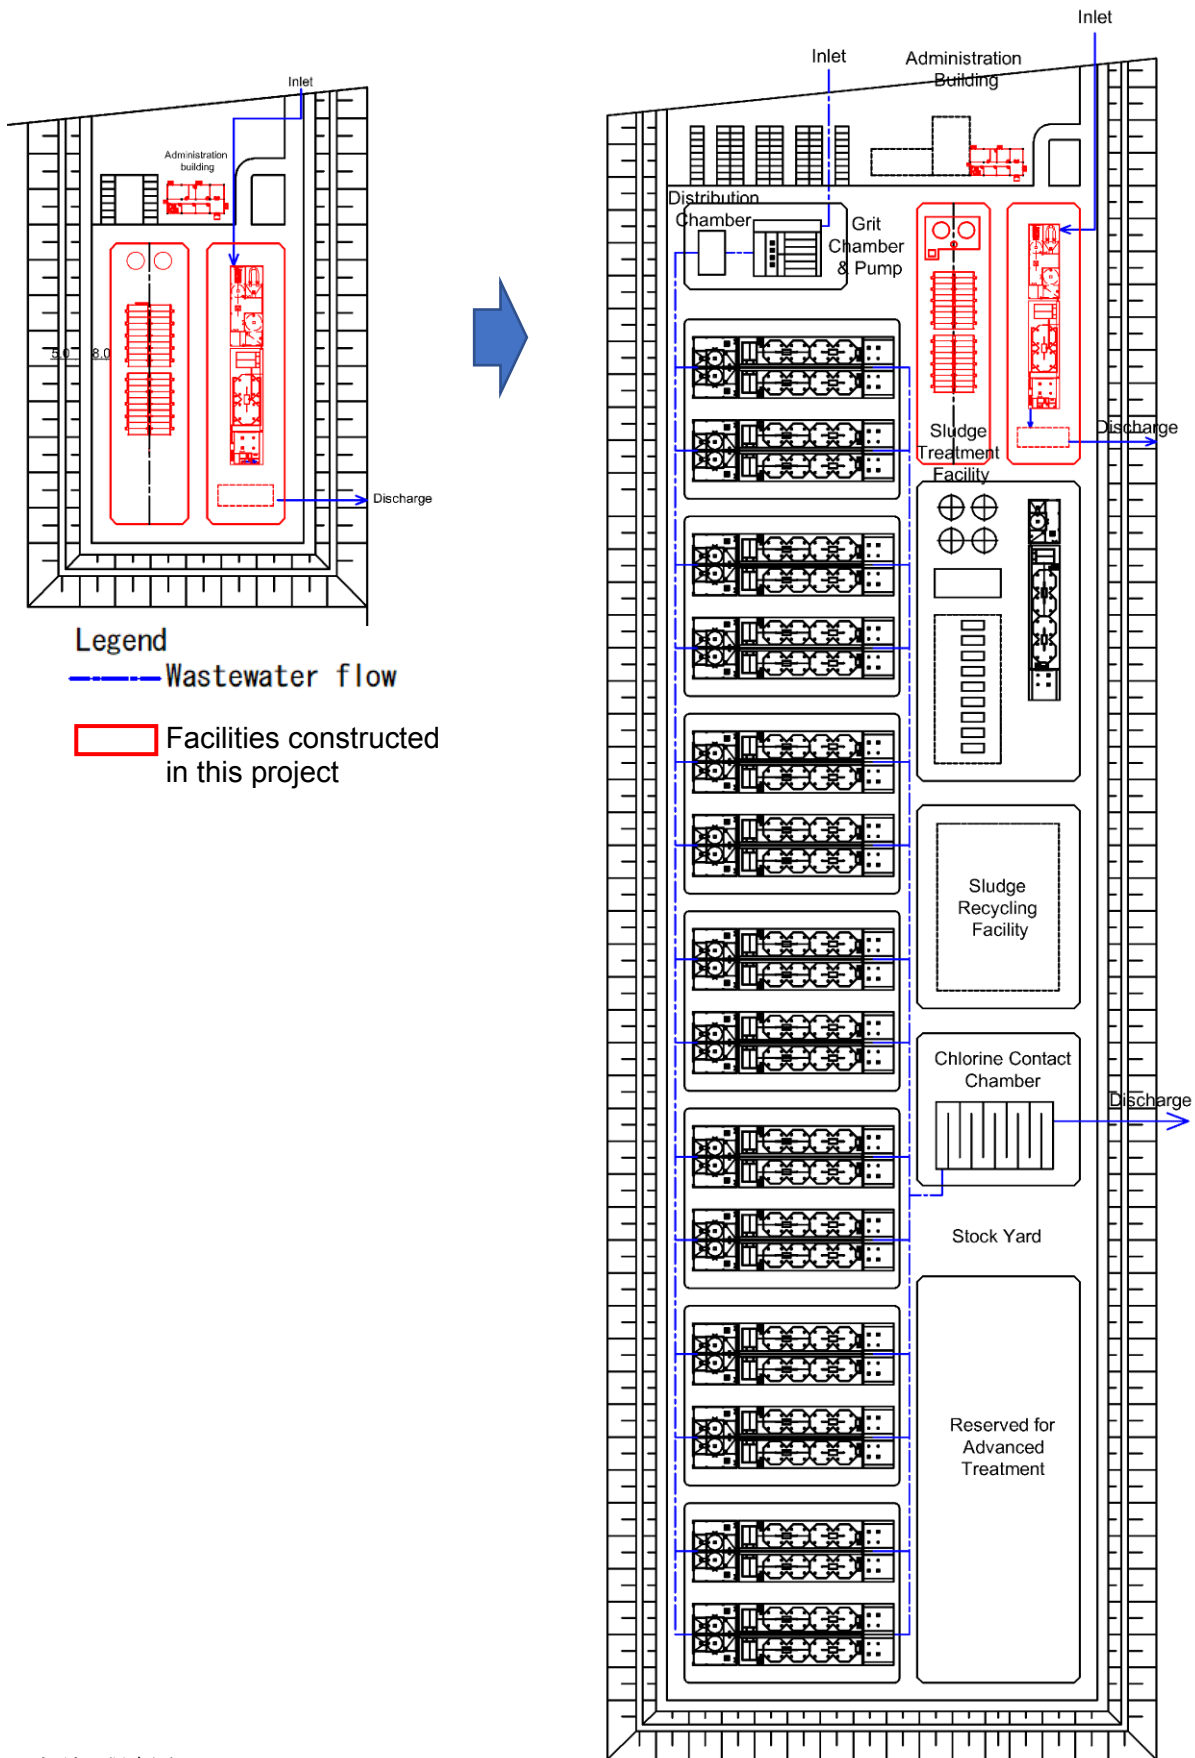 Inlet
Administration
building
5.0
8.0
Discharge
Legend
Wastewater flow
Facilities constructed
in this project
Inlet
Inlet
Administration
Building
Distribution
Chamber
Grit
Chamber
& Pump
Discharge
Sludge
Treatment
Facility
Sludge
Recycling
Facility
Chlorine Contact
Chamber
Discharge
Stock Yard
Reserved for
Advanced
Treatment